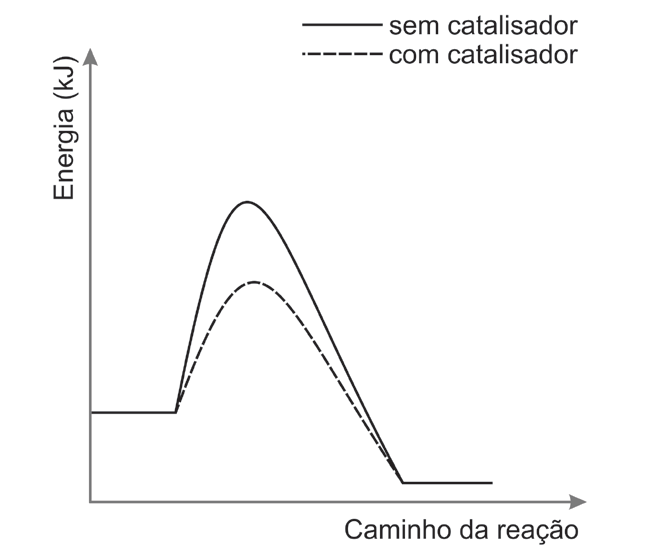 sem catalisador
com catalisador
Energia (kJ)
Caminho da reação